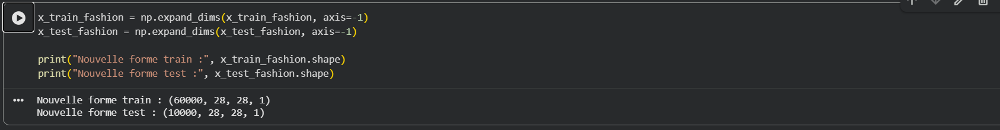 x_train_fashion = np.expand_dims(x_train_fashion, axis=-1)
x_test_fashion = np.expand_dims(x_test_fashion, axis=-1)
print("Nouvelle forme train :", x_train_fashion.shape)
print("Nouvelle forme test :", x_test_fashion.shape)
Nouvelle forme train : (60000, 28, 28, 1)
Nouvelle forme test : (10000, 28, 28, 1)